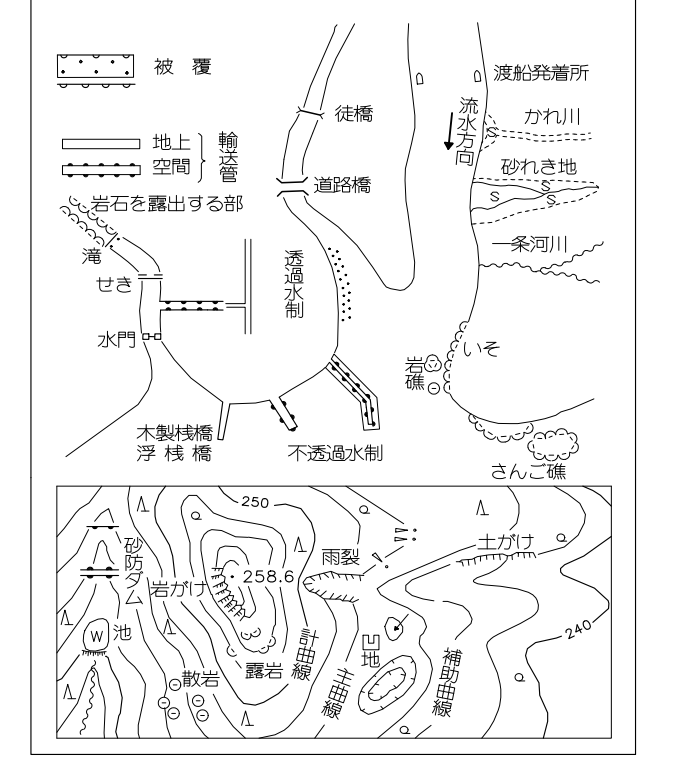 被覆
地上
空間
輸送管
岩石を露出する部
滝
せき
水門
木製桟橋
浮桟橋
不透過水制
透過水制
徒橋
道路橋
渡船発着所
流水方向
かれ川
砂れき地
一条河川
いそ
岩礁
さんご礁
250
砂防ダム
岩がけ
258.6
雨裂
土がけ
W
池
240
計曲線
主曲線
凹地
補助曲線
露岩
散岩